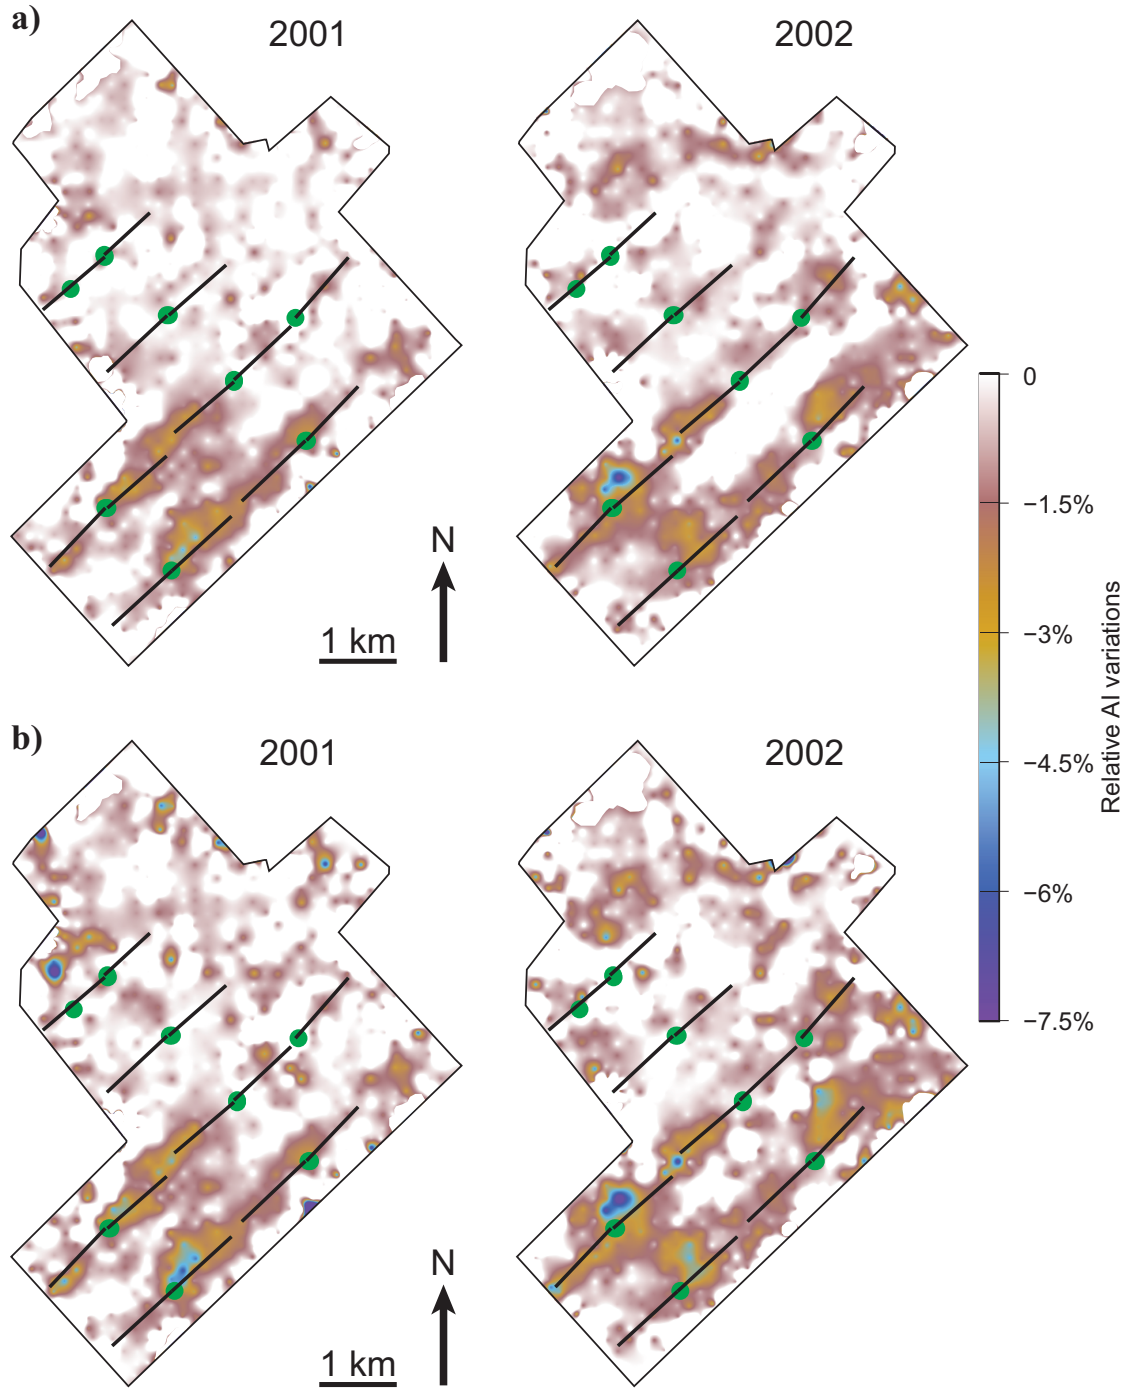 a)
2001
2002
N
1 km
0
−1.5%
−3%
−4.5%
−6%
−7.5%
Relative AI variations
b)
2001
2002
N
1 km